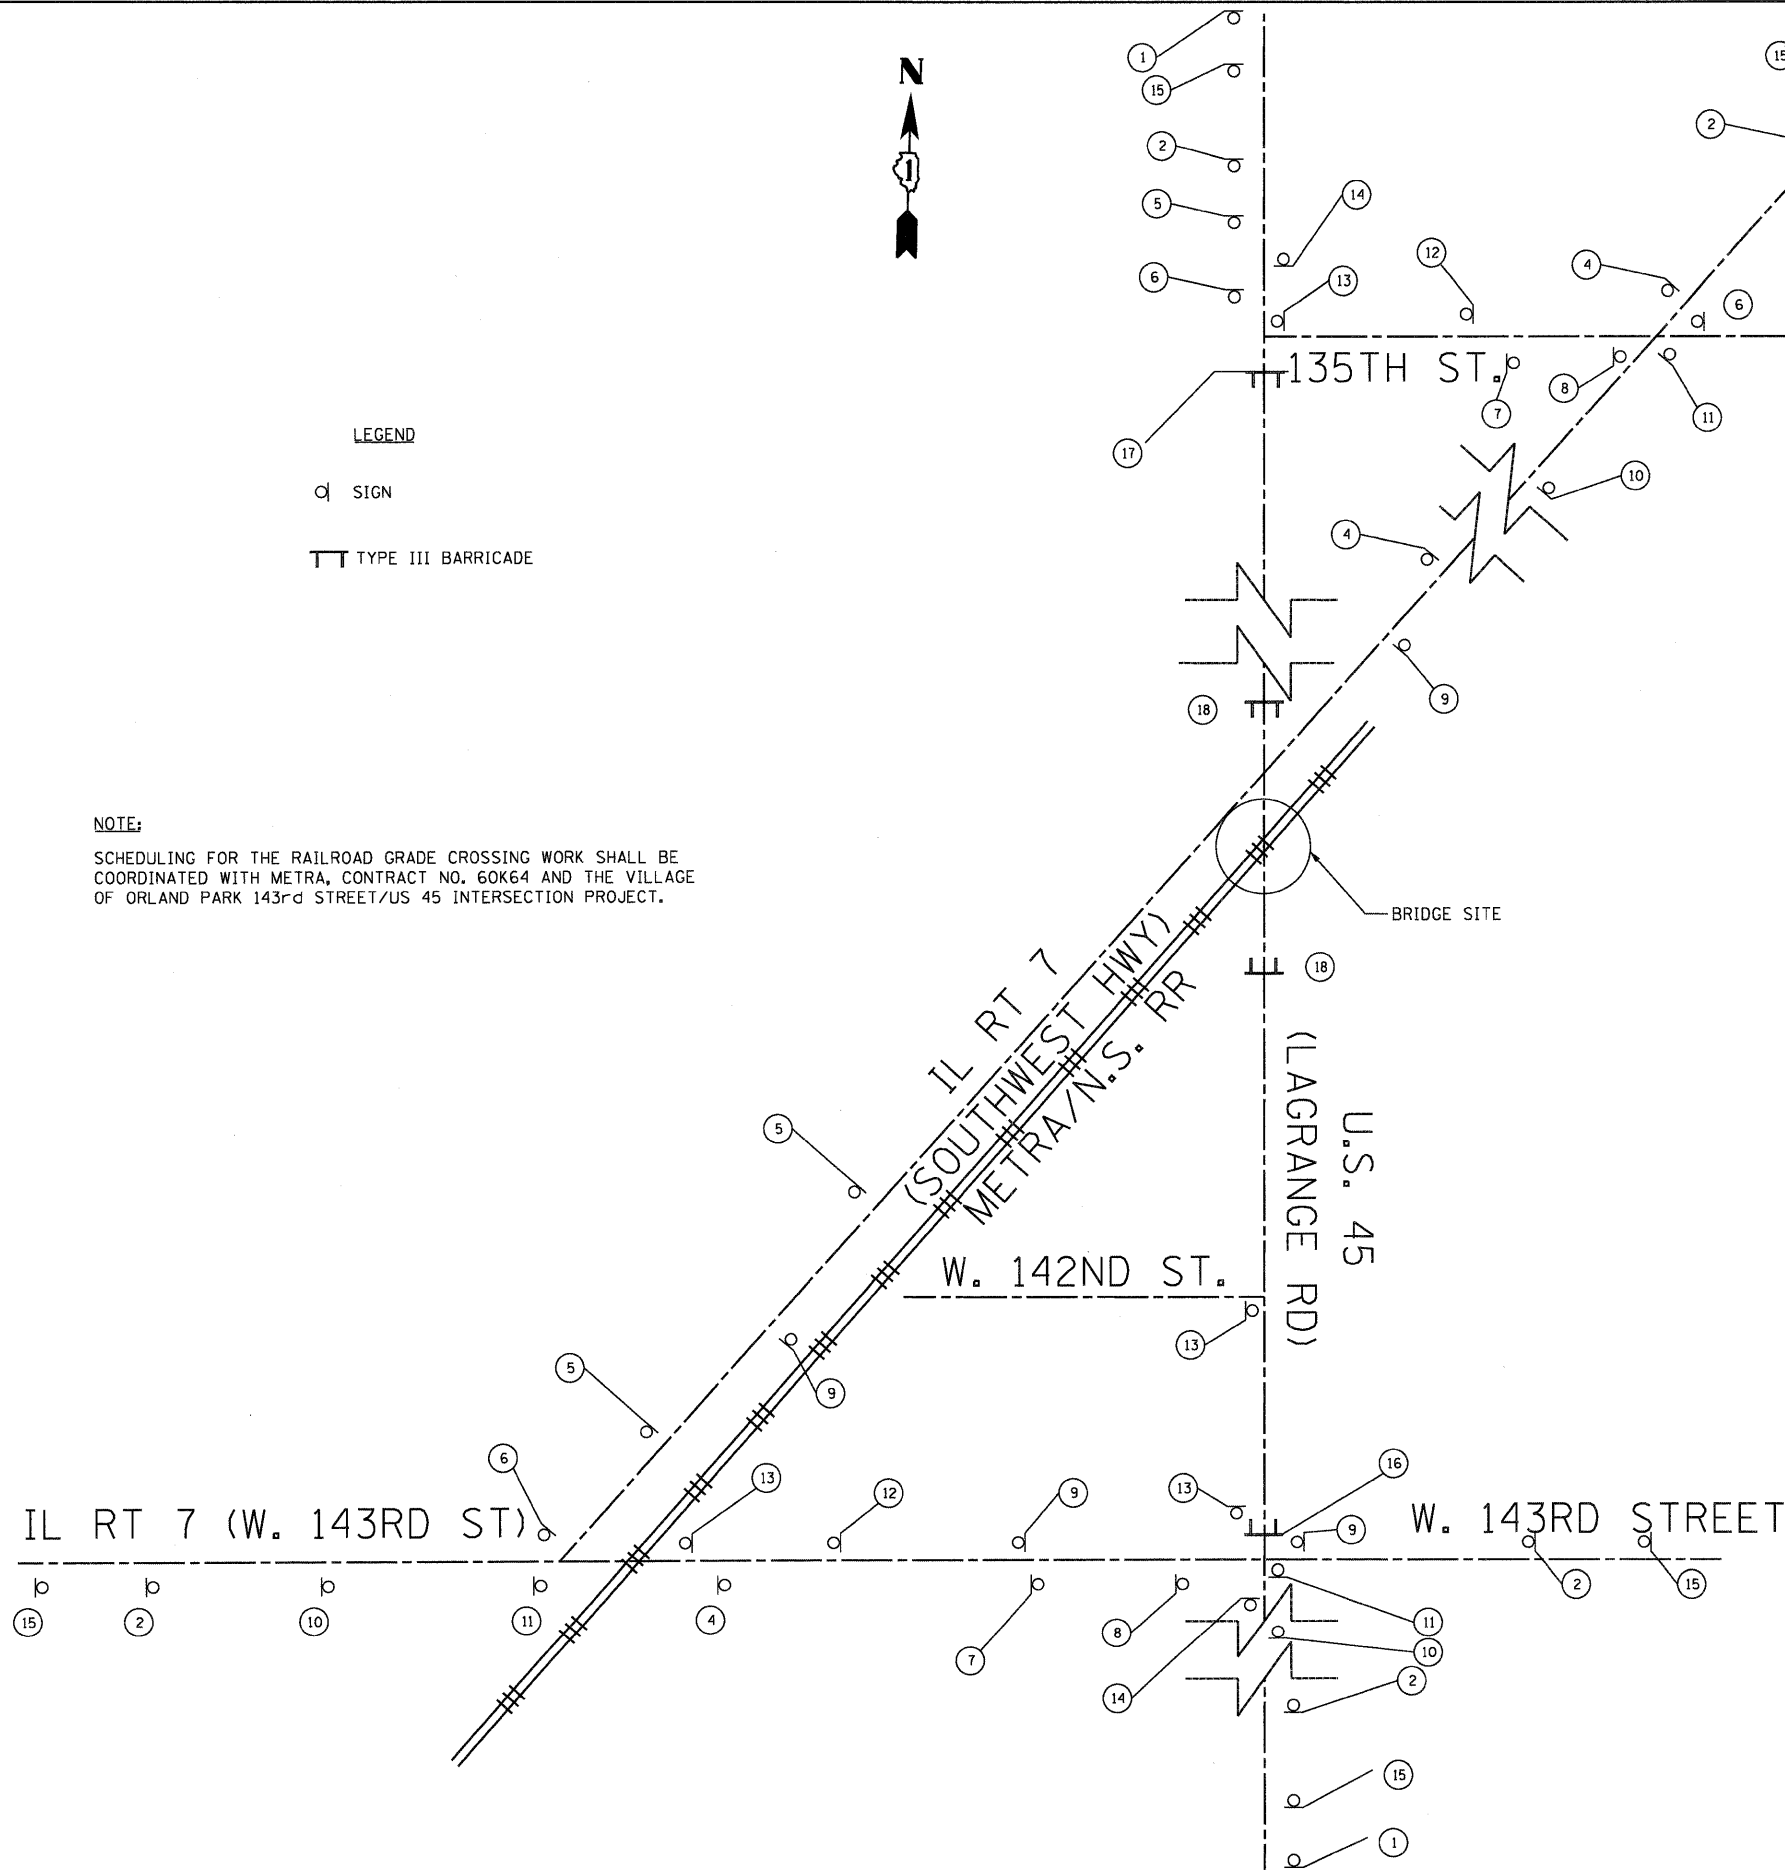 N
1
1
15
2
5
6
14
13
12
4
6
15
2
135TH ST.
7
8
11
10
17
4
9
18
LEGEND
SIGN
TYPE III BARRICADE
NOTE:
SCHEDULING FOR THE RAILROAD GRADE CROSSING WORK SHALL BE
COORDINATED WITH METRA, CONTRACT NO. 60K64 AND THE VILLAGE
OF ORLAND PARK 143rd STREET/US 45 INTERSECTION PROJECT.
BRIDGE SITE
18
IL RT 7
(SOUTHWEST HWY)
METRA/N.S. RR
U.S. 45
(LAGRANGE RD)
5
W. 142ND ST.
13
5
9
6
13
12
9
13
16
9
IL RT 7 (W. 143RD ST)
W. 143RD STREET
15
2
10
11
4
7
8
14
11
10
2
2
15
15
1